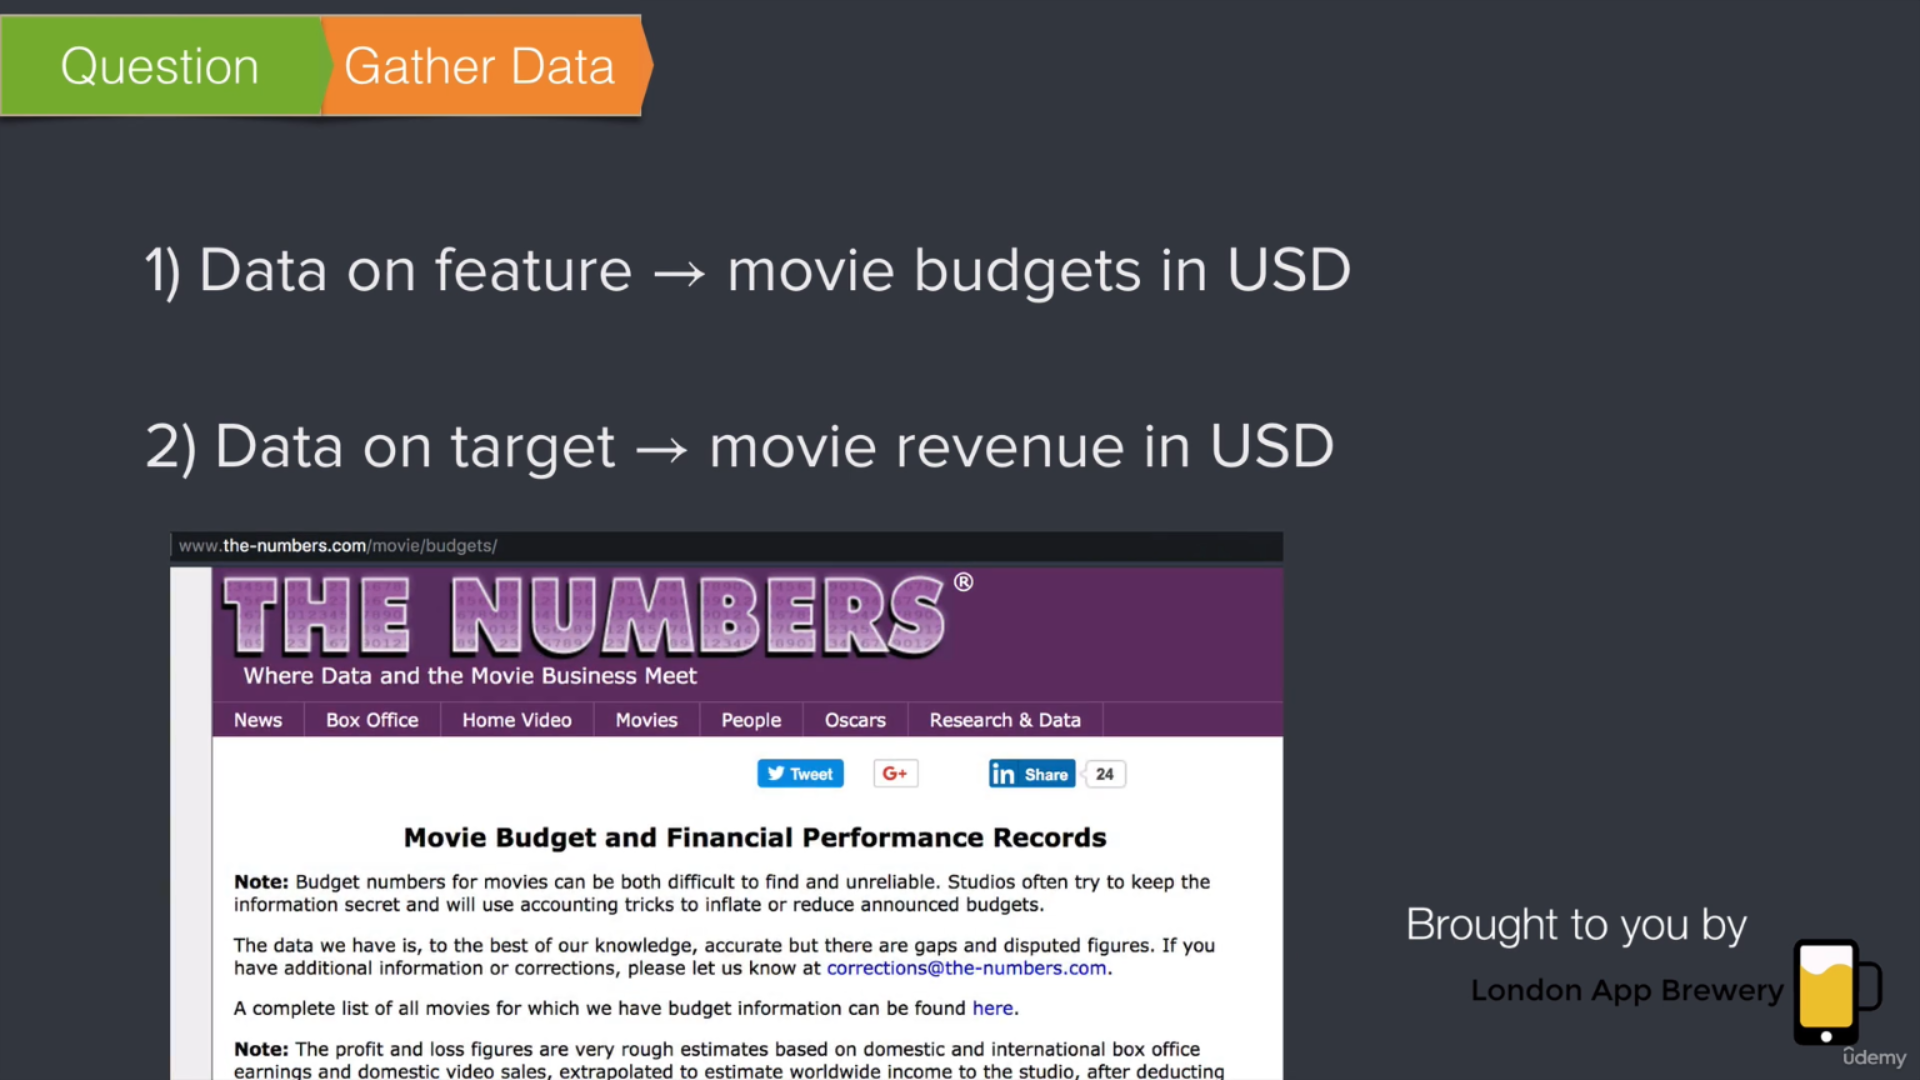 Question
Gather Data
1) Data on feature → movie budgets in USD
2) Data on target → movie revenue in USD
www.the-numbers.com/movie/budgets/
THE NUMBERS®
Where Data and the Movie Business Meet
News Box Office Home Video Movies People Oscars Research & Data
Tweet G+ in Share 24
Movie Budget and Financial Performance Records
Note: Budget numbers for movies can be both difficult to find and unreliable. Studios often try to keep the
information secret and will use accounting tricks to inflate or reduce announced budgets.
The data we have is, to the best of our knowledge, accurate but there are gaps and disputed figures. If you
have additional information or corrections, please let us know at corrections@the-numbers.com.
A complete list of all movies for which we have budget information can be found here.
Note: The profit and loss figures are very rough estimates based on domestic and international box office
earnings and domestic video sales, extrapolated to estimate worldwide income to the studio, after deducting
Brought to you by
London App Brewery
ûdemy